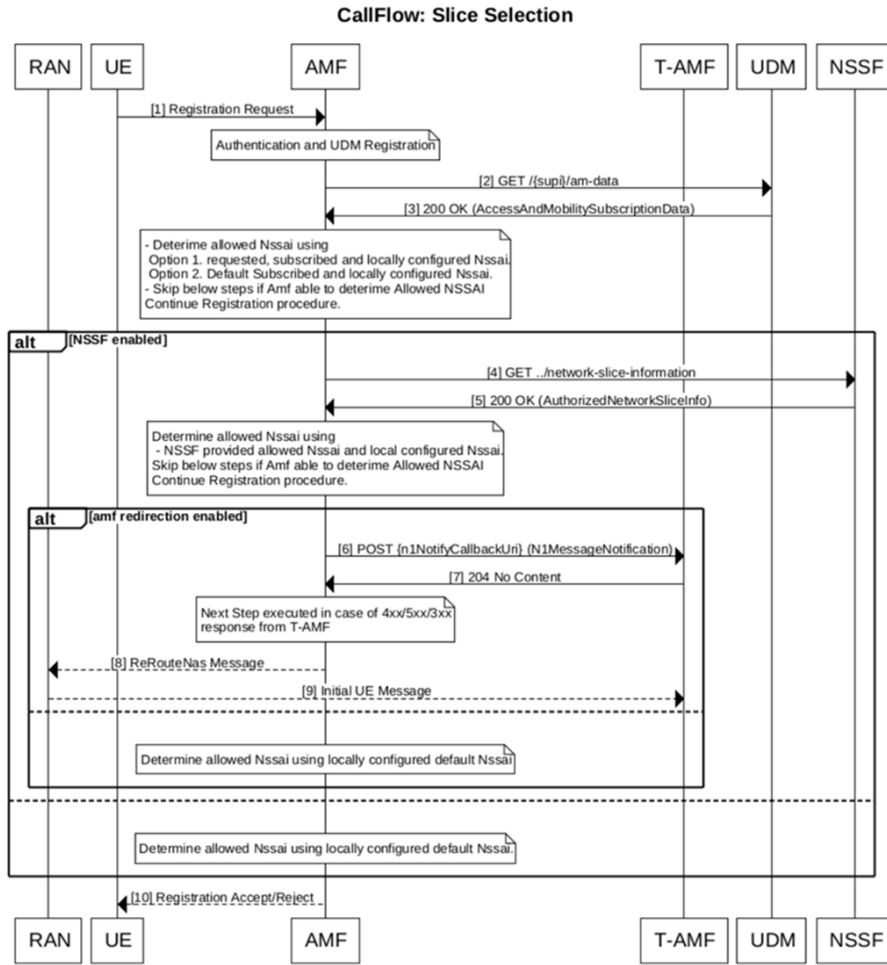 CallFlow: Slice Selection
RAN UE AMF T-AMF UDM NSSF
[1] Registration Request
Authentication and UDM Registration
[2] GET /{supi}/am-data
[3] 200 OK (AccessAndMobilitySubscriptionData)
- Deterime allowed Nssai using
Option 1. requested, subscribed and locally configured Nssai.
Option 2. Default Subscribed and locally configured Nssai.
- Skip below steps if Amf able to deterime Allowed NSSAI
Continue Registration procedure.
alt [NSSF enabled]
[4] GET ../network-slice-information
[5] 200 OK (AuthorizedNetworkSliceInfo)
Determine allowed Nssai using
- NSSF provided allowed Nssai and local configured Nssai.
Skip below steps if Amf able to deterime Allowed NSSAI
Continue Registration procedure.
alt [amf redirection enabled]
[6] POST {n1NotifyCallbackUri} (N1MessageNotification)
[7] 204 No Content
Next Step executed in case of 4xx/5xx/3xx
response from T-AMF
[8] ReRouteNas Message
[9] Initial UE Message
Determine allowed Nssai using locally configured default Nssai
Determine allowed Nssai using locally configured default Nssai.
[10] Registration Accept/Reject
RAN UE AMF T-AMF UDM NSSF